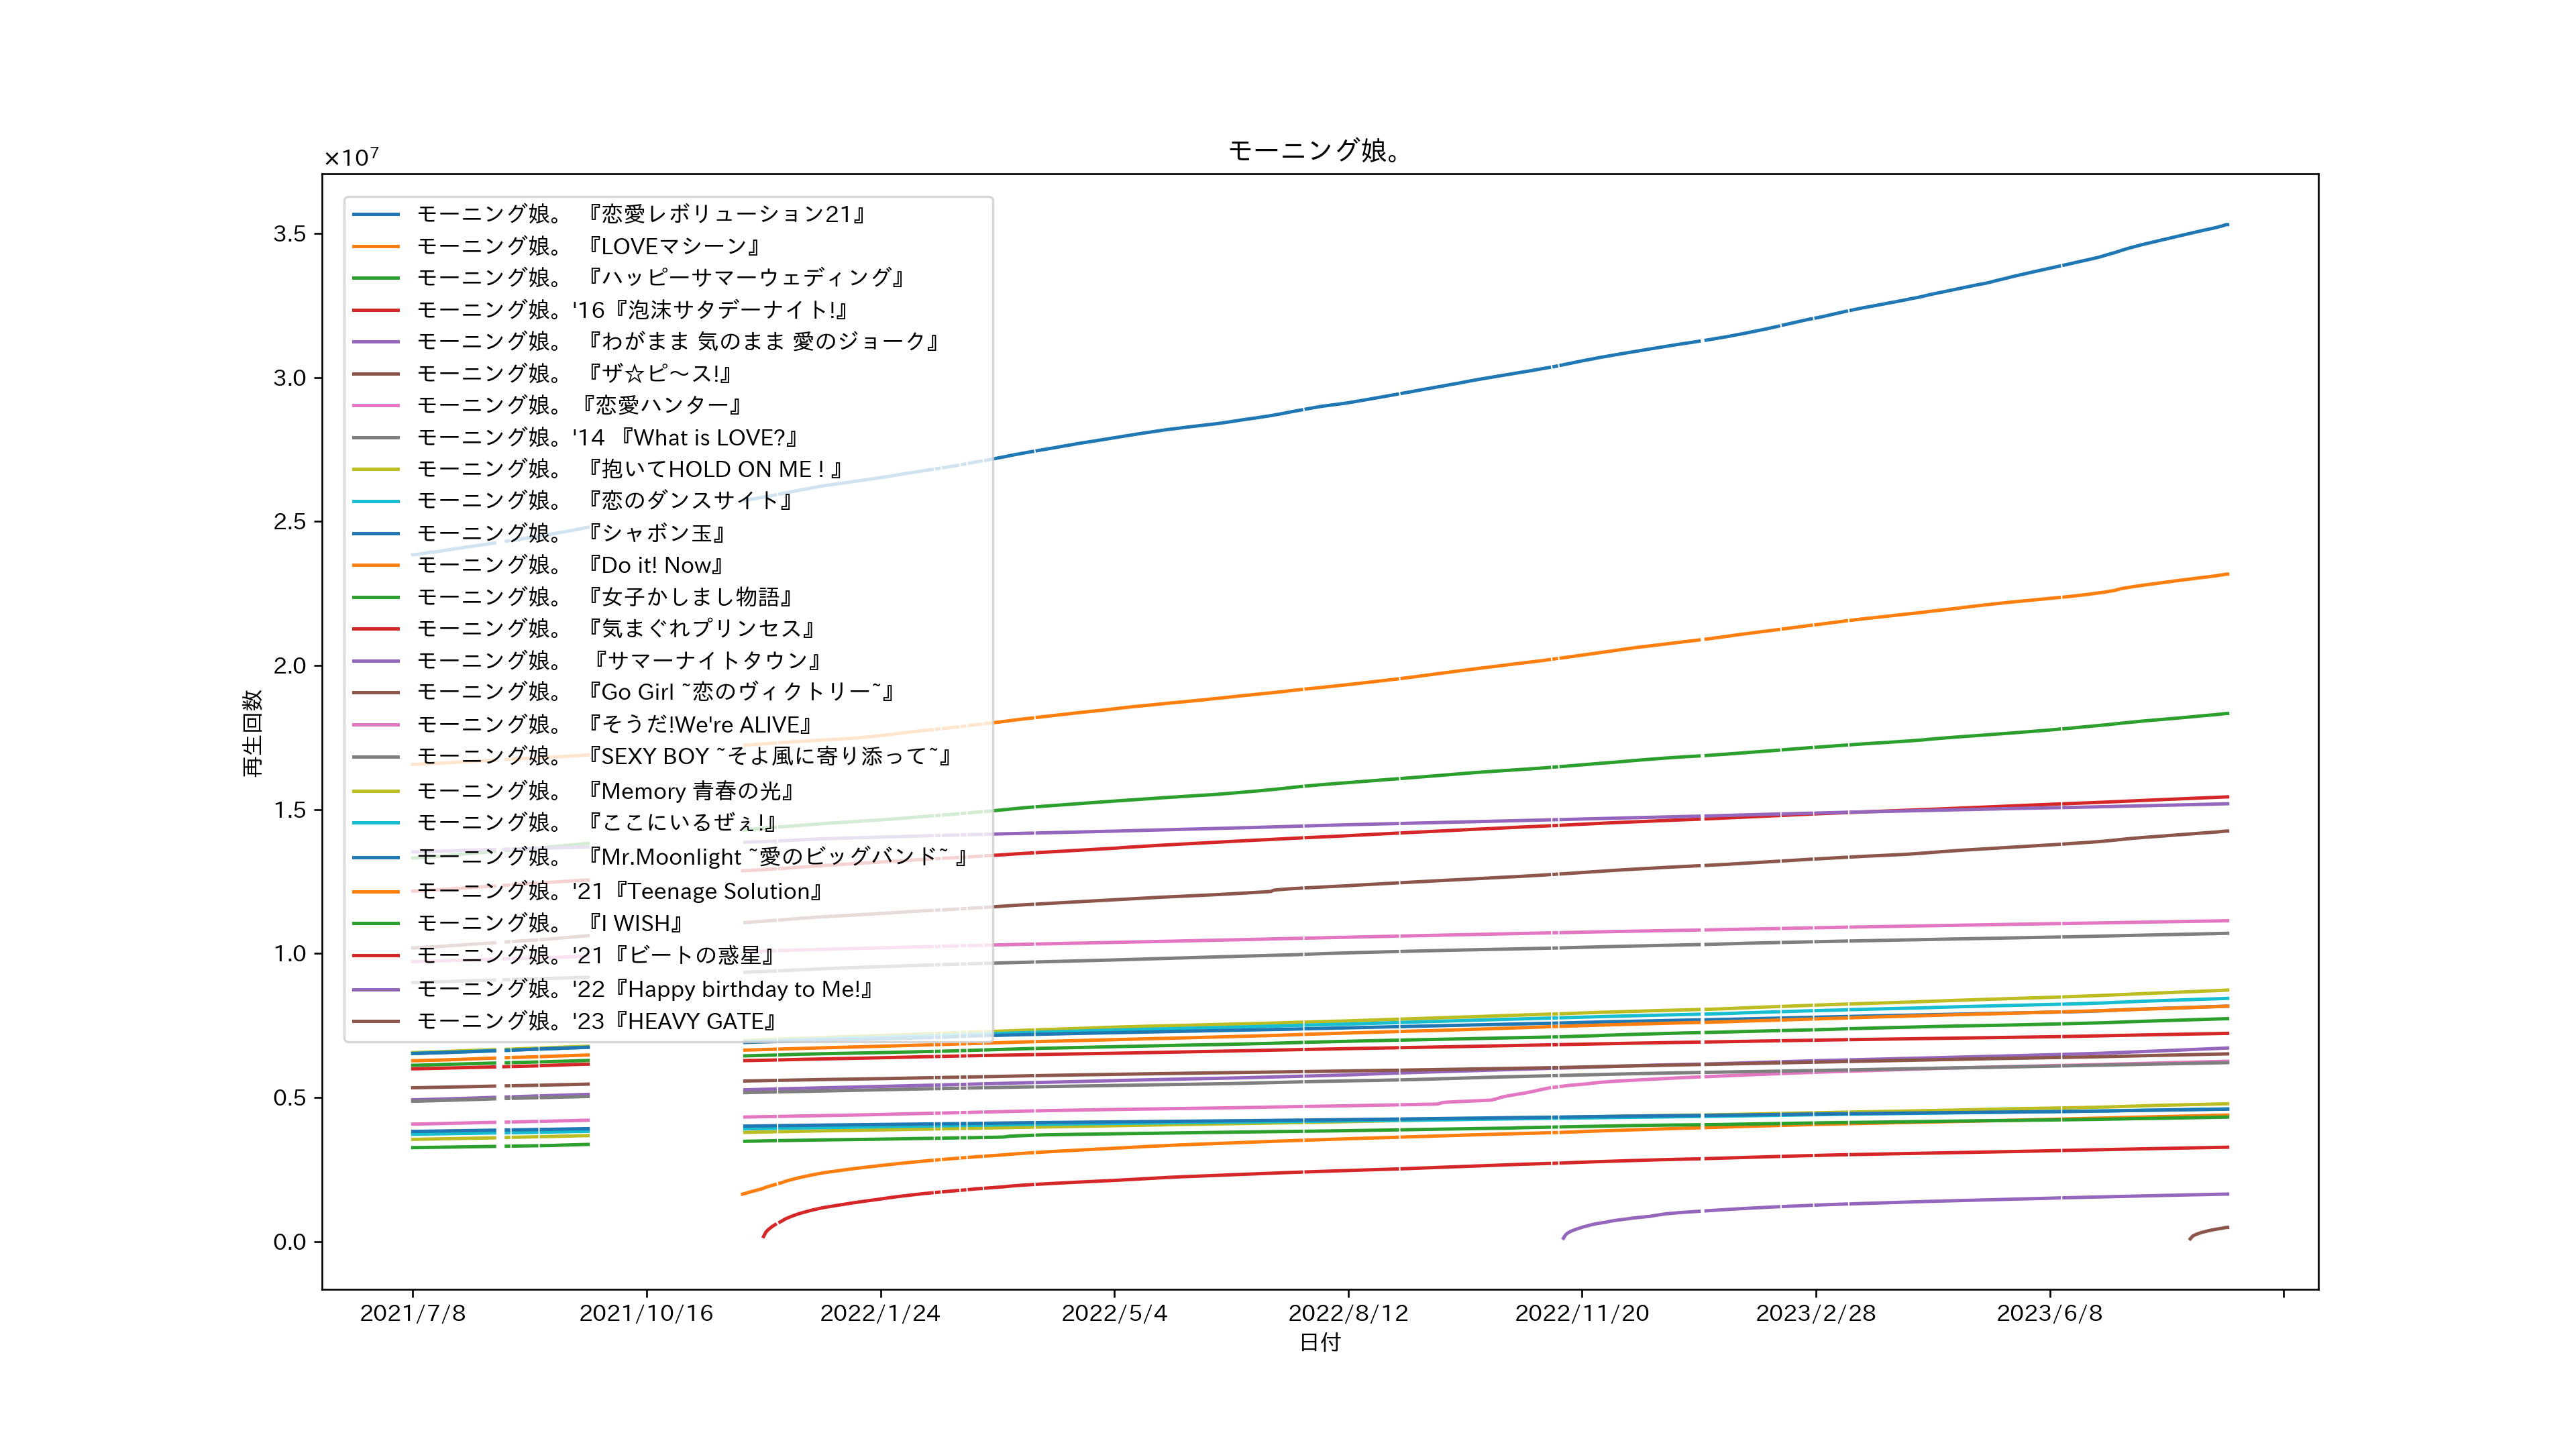 モーニング娘。
×10⁷
3.5
3.0
2.5
2.0
1.5
1.0
0.5
0.0
再生回数
モーニング娘。 『恋愛レボリューション21』
モーニング娘。 『LOVEマシーン』
モーニング娘。 『ハッピーサマーウェディング』
モーニング娘。'16『泡沫サタデーナイト!』
モーニング娘。 『わがまま 気のまま 愛のジョーク』
モーニング娘。 『ザ☆ピ〜ス!』
モーニング娘。『恋愛ハンター』
モーニング娘。'14 『What is LOVE?』
モーニング娘。 『抱いてHOLD ON ME ! 』
モーニング娘。 『恋のダンスサイト』
モーニング娘。 『シャボン玉』
モーニング娘。 『Do it! Now』
モーニング娘。 『女子かしまし物語』
モーニング娘。 『気まぐれプリンセス』
モーニング娘。 『サマーナイトタウン』
モーニング娘。 『Go Girl ~恋のヴィクトリー~』
モーニング娘。 『そうだ!We're ALIVE』
モーニング娘。 『SEXY BOY ~そよ風に寄り添って~』
モーニング娘。 『Memory 青春の光』
モーニング娘。 『ここにいるぜぇ!』
モーニング娘。 『Mr.Moonlight ~愛のビッグバンド~ 』
モーニング娘。'21『Teenage Solution』
モーニング娘。 『I WISH』
モーニング娘。'21『ビートの惑星』
モーニング娘。'22『Happy birthday to Me!』
モーニング娘。'23『HEAVY GATE』
2021/7/8 2021/10/16 2022/1/24 2022/5/4 2022/8/12 2022/11/20 2023/2/28 2023/6/8
日付